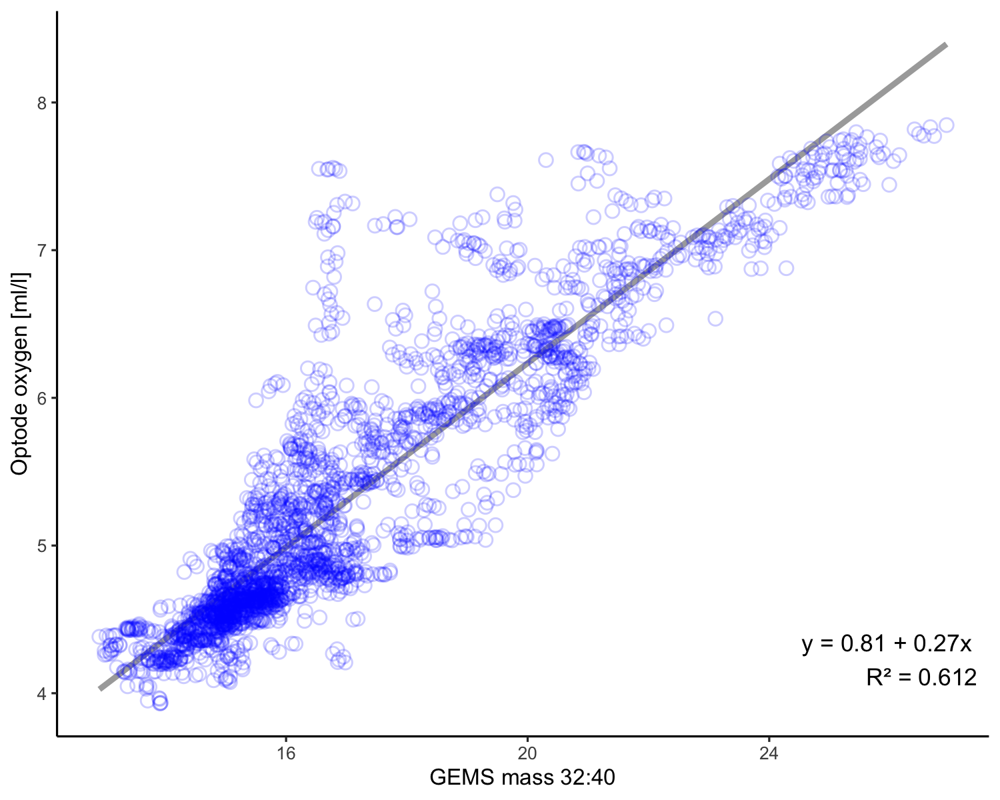 8
7
6
5
4
Optode oxygen [ml/l]
y = 0.81 + 0.27x
R² = 0.612
16 20 24
GEMS mass 32:40